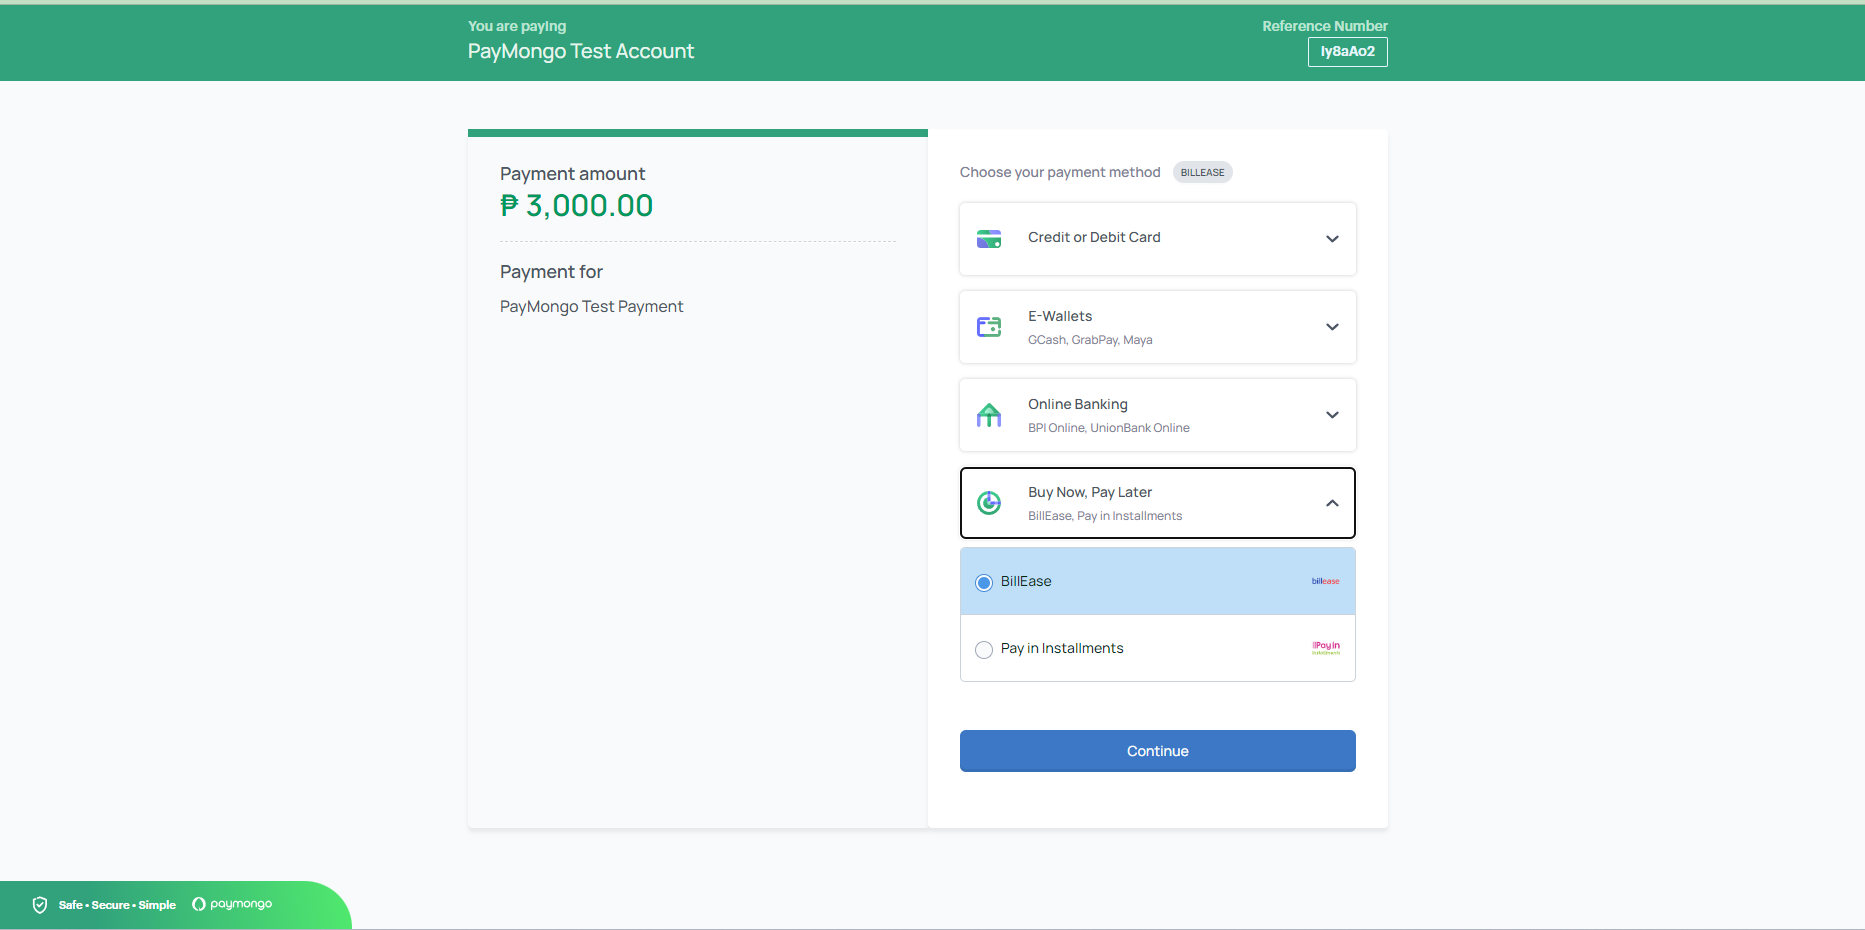 You are paying
PayMongo Test Account
Reference Number
Iy8aAo2
Payment amount
₱ 3,000.00
Payment for
PayMongo Test Payment
Choose your payment method BILLEASE
Credit or Debit Card
E-Wallets
GCash, GrabPay, Maya
Online Banking
BPI Online, UnionBank Online
Buy Now, Pay Later
BillEase, Pay in Installments
BillEase billease
Pay in Installments Pay in
Continue
Safe • Secure • Simple paymongo